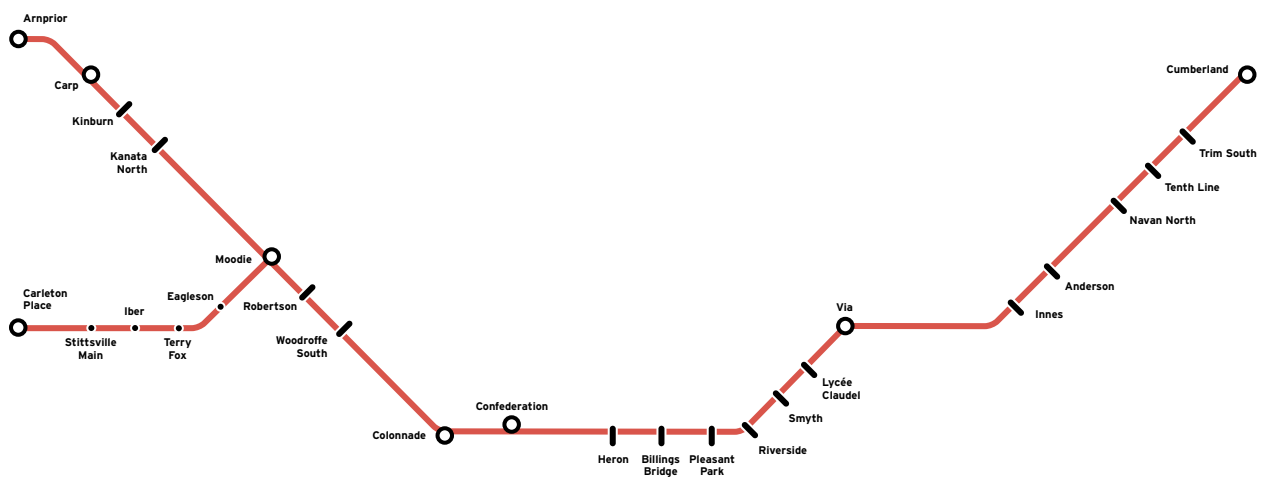 Arnprior
Carp
Kinburn
Kanata
North
Moodie
Carleton
Place
Stittsville
Main
Iber
Terry
Fox
Eagleson
Robertson
Woodroffe
South
Colonnade
Confederation
Heron
Billings
Bridge
Pleasant
Park
Riverside
Smyth
Lycée
Claudel
Via
Innes
Anderson
Navan North
Tenth Line
Trim South
Cumberland